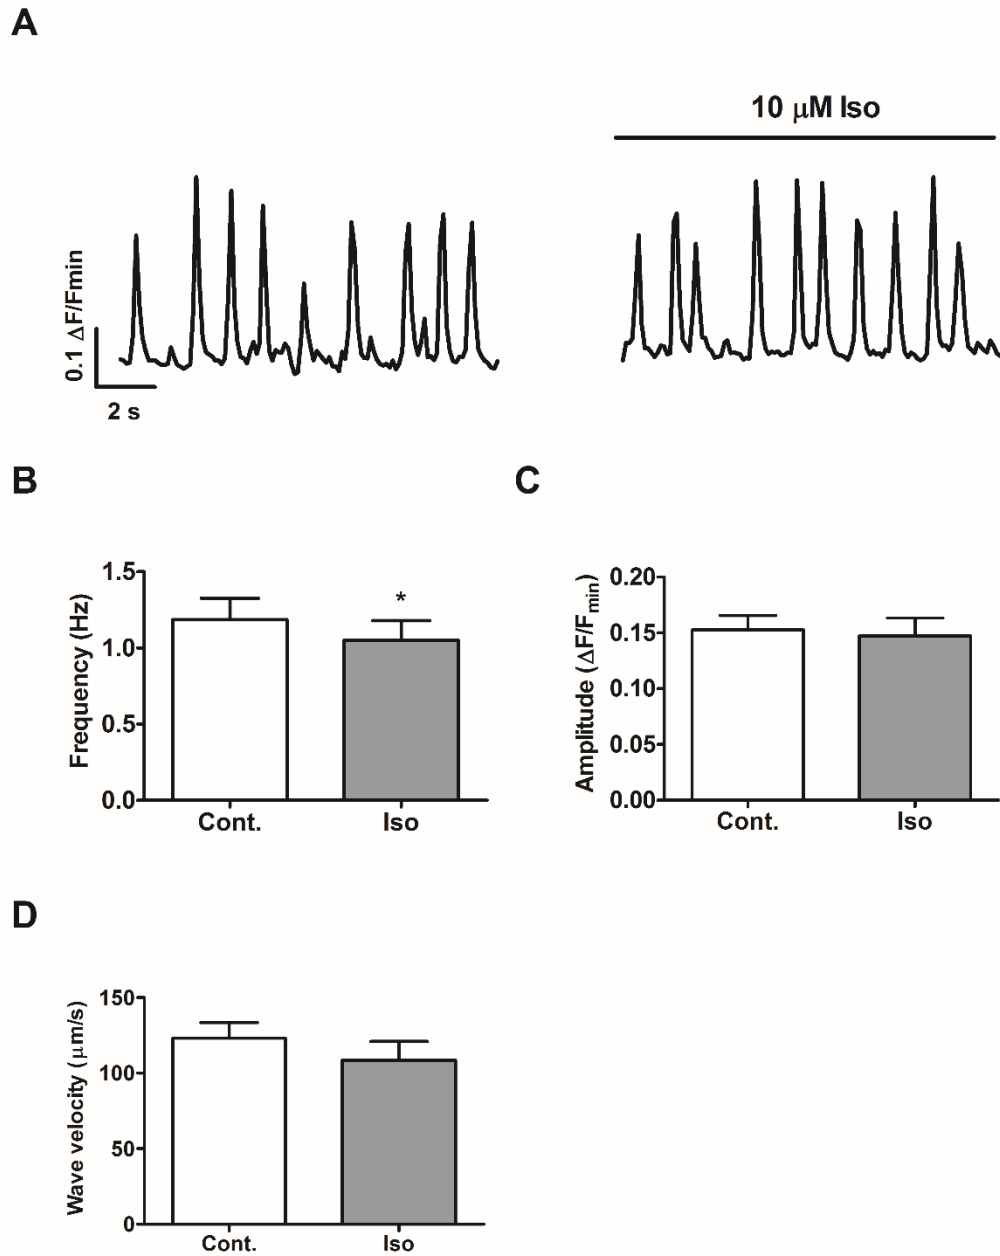 A
10 μM Iso
0.1 ΔF/Fmin
2 s
B
C
1.5
1.0
0.5
0.0
Frequency (Hz)
*
Cont.
Iso
0.20
0.15
0.10
0.05
0.00
Amplitude (ΔF/Fmin)
Cont.
Iso
D
150
100
50
0
Wave velocity (μm/s)
Cont.
Iso